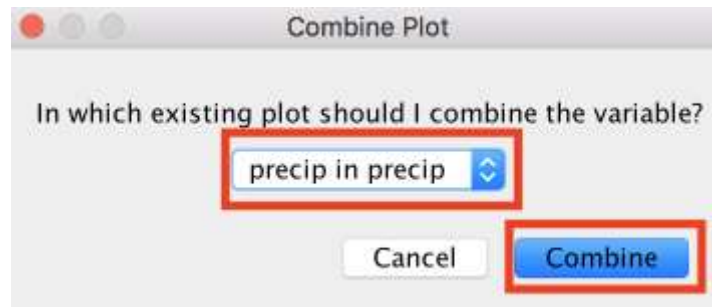 Combine Plot
In which existing plot should I combine the variable?
precip in precip
Cancel Combine